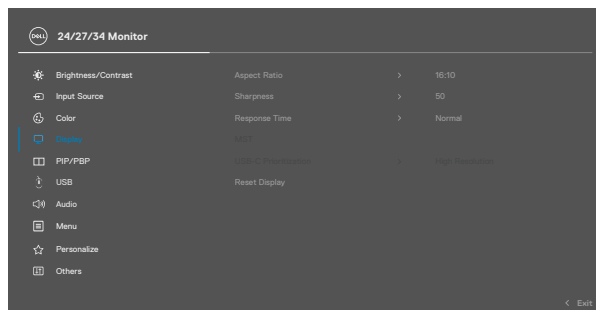 DELL
24/27/34 Monitor
Brightness/Contrast Aspect Ratio > 16:10
Input Source Sharpness > 50
Color Response Time > Normal
Display MST
PIP/PBP USB-C Prioritization > High Resolution
USB Reset Display
Audio
Menu
Personalize
Others
< Exit